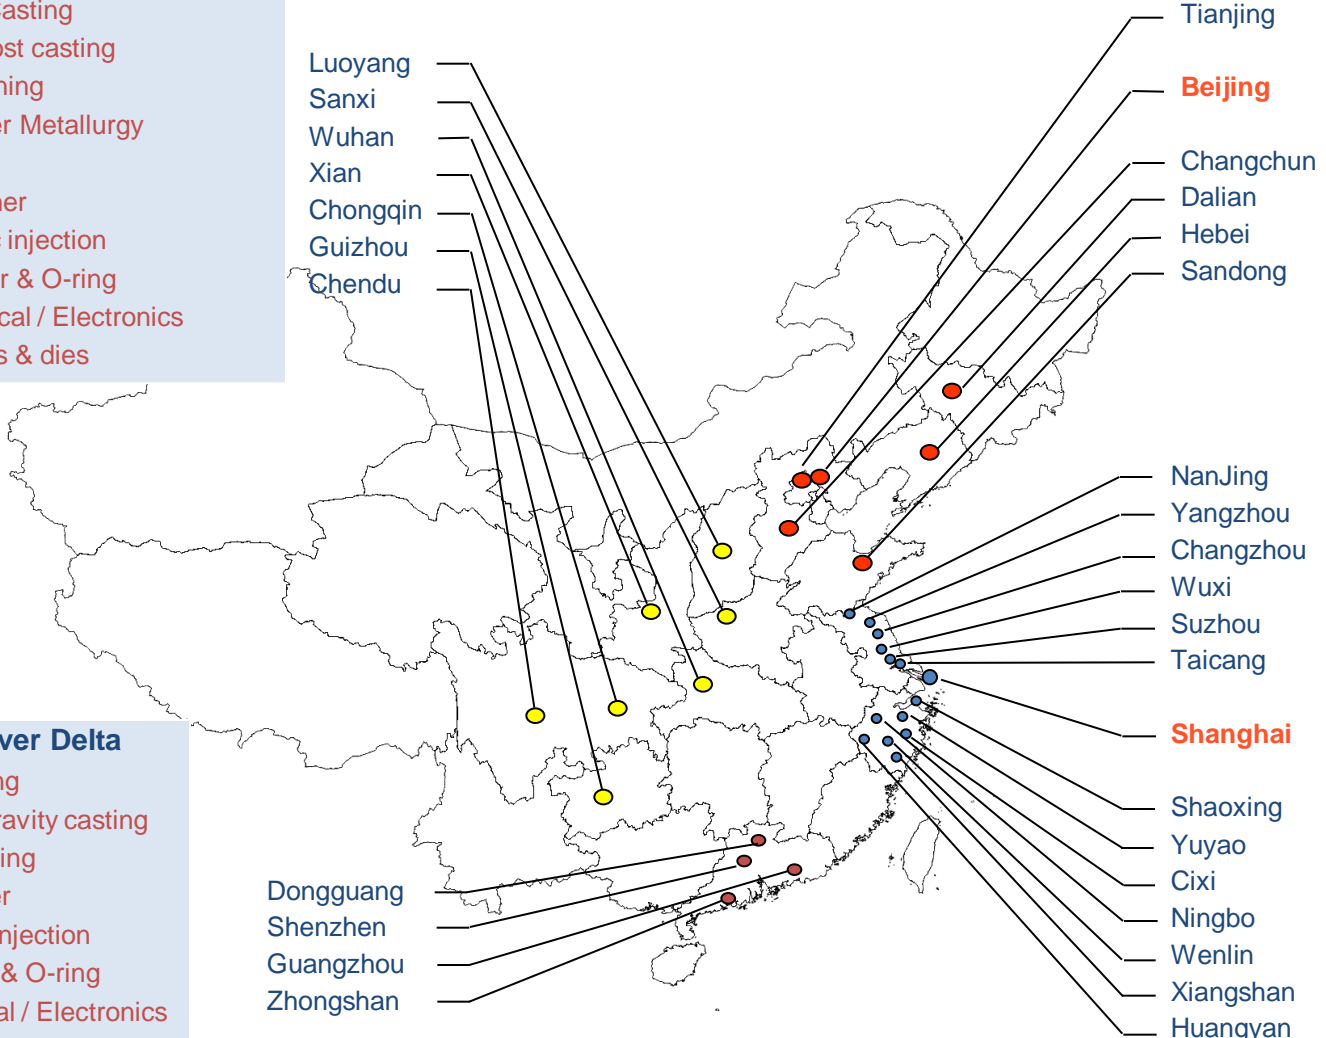 asting
ost casting
ning
er Metallurgy
ner
c injection
r & O-ring
cal / Electronics
s & dies
ver Delta
ng
ravity casting
ing
er
njection
& O-ring
al / Electronics
Luoyang
Sanxi
Wuhan
Xian
Chongqin
Guizhou
Chendu
Dongguang
Shenzhen
Guangzhou
Zhongshan
Tianjing
Beijing
Changchun
Dalian
Hebei
Sandong
NanJing
Yangzhou
Changzhou
Wuxi
Suzhou
Taicang
Shanghai
Shaoxing
Yuyao
Cixi
Ningbo
Wenlin
Xiangshan
Huangyan